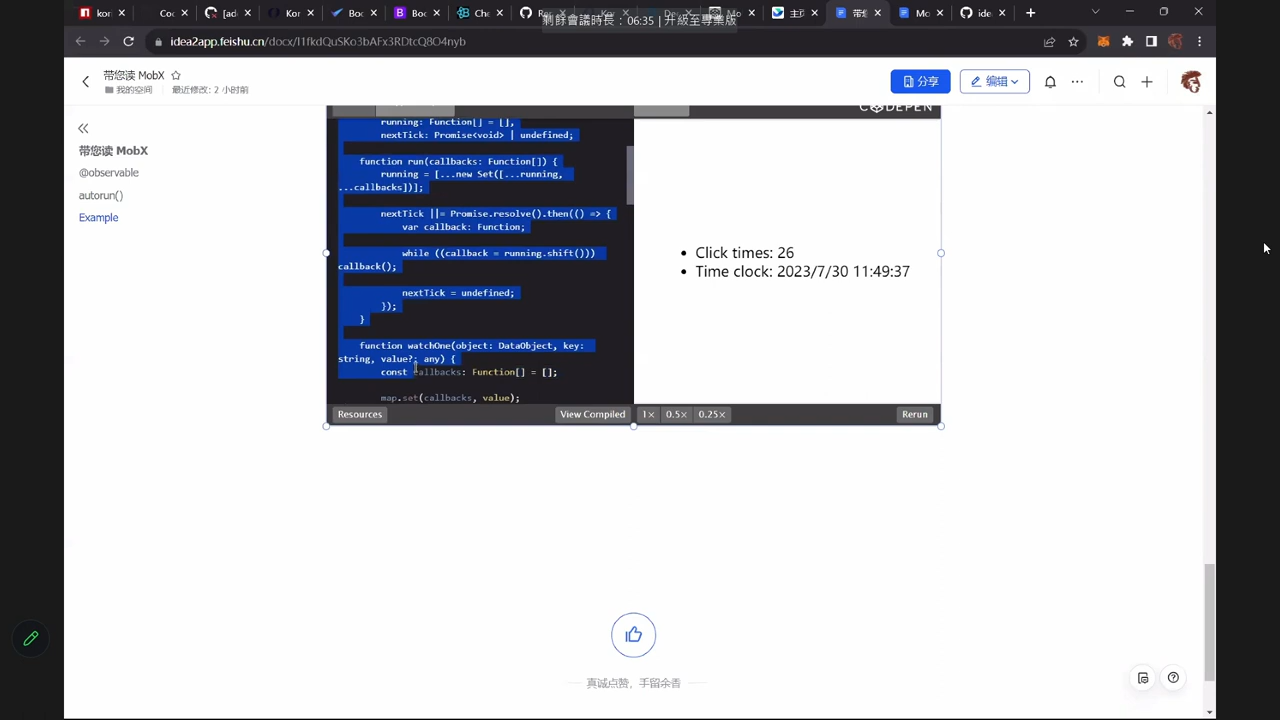 剩餘會議時長：06:35 | 升級至專業版
idea2app.feishu.cn/docx/I1fkdQuSKo3bAFx3RDtcQ8O4nyb
带您读 MobX
我的空间 最近修改: 2 小时前
分享
编辑
带您读 MobX
@observable
autorun()
Example
CODEPEN
running: Function[] = [],
nextTick: Promise<void> | undefined;
function run(callbacks: Function[]) {
running = [...new Set([...running,
...callbacks])];
nextTick ||= Promise.resolve().then(() => {
var callback: Function;
while ((callback = running.shift()))
callback();
nextTick = undefined;
});
}
function watchOne(object: DataObject, key:
string, value?: any) {
const callbacks: Function[] = [];
map.set(callbacks, value);
Click times: 26
Time clock: 2023/7/30 11:49:37
Resources
View Compiled
1×
0.5×
0.25×
Rerun
真诚点赞，手留余香